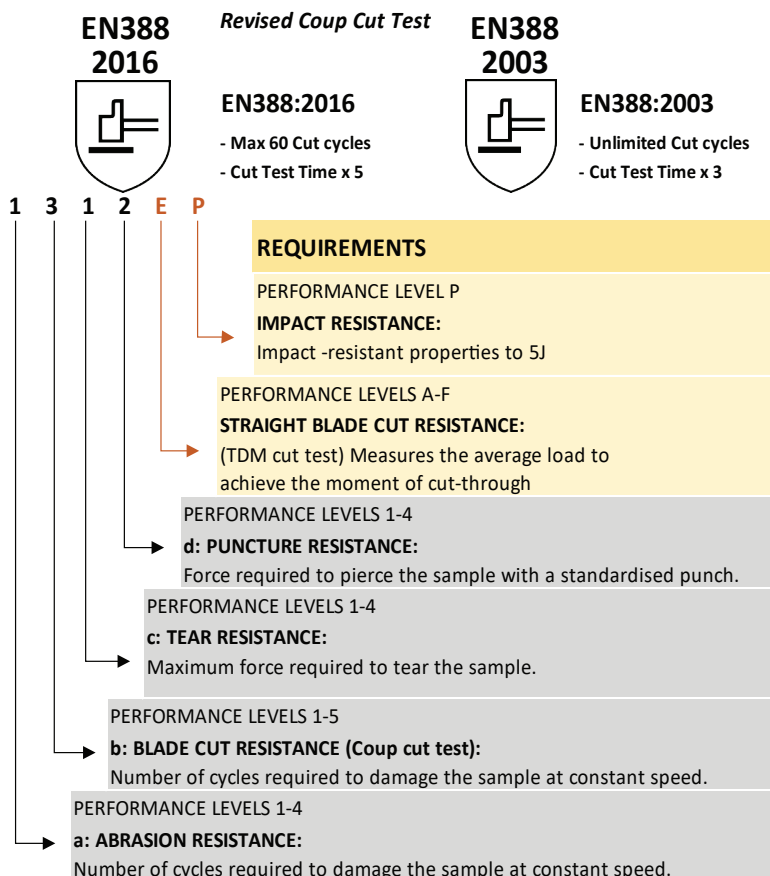 EN388
2016
Revised Coup Cut Test
EN388
2003
EN388:2016
- Max 60 Cut cycles
- Cut Test Time x 5
EN388:2003
- Unlimited Cut cycles
- Cut Test Time x 3
1 3 1 2 E P
REQUIREMENTS
PERFORMANCE LEVEL P
IMPACT RESISTANCE:
Impact -resistant properties to 5J
PERFORMANCE LEVELS A-F
STRAIGHT BLADE CUT RESISTANCE:
(TDM cut test) Measures the average load to
achieve the moment of cut-through
PERFORMANCE LEVELS 1-4
d: PUNCTURE RESISTANCE:
Force required to pierce the sample with a standardised punch.
PERFORMANCE LEVELS 1-4
c: TEAR RESISTANCE:
Maximum force required to tear the sample.
PERFORMANCE LEVELS 1-5
b: BLADE CUT RESISTANCE (Coup cut test):
Number of cycles required to damage the sample at constant speed.
PERFORMANCE LEVELS 1-4
a: ABRASION RESISTANCE:
Number of cycles required to damage the sample at constant speed.